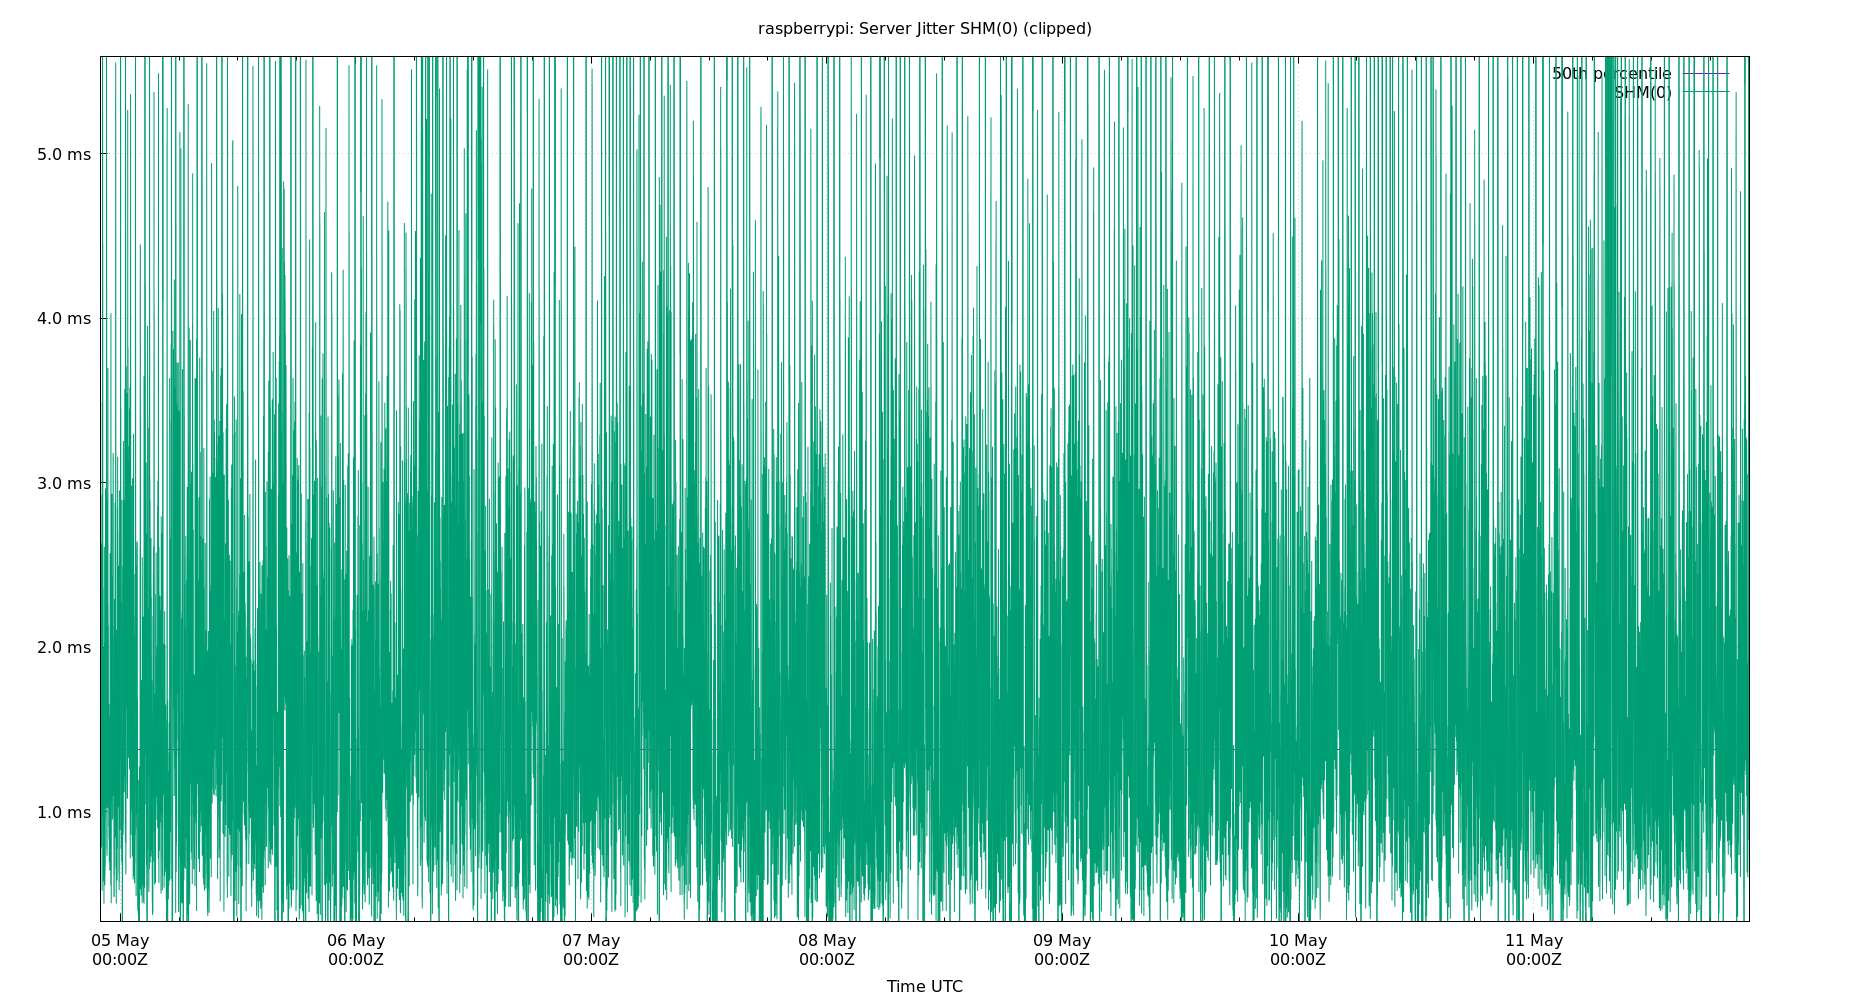 raspberrypi: Server Jitter SHM(0) (clipped)
50th percentile
SHM(0)
5.0 ms
4.0 ms
3.0 ms
2.0 ms
1.0 ms
05 May 06 May 07 May 08 May 09 May 10 May 11 May
00:00Z 00:00Z 00:00Z 00:00Z 00:00Z 00:00Z 00:00Z
Time UTC